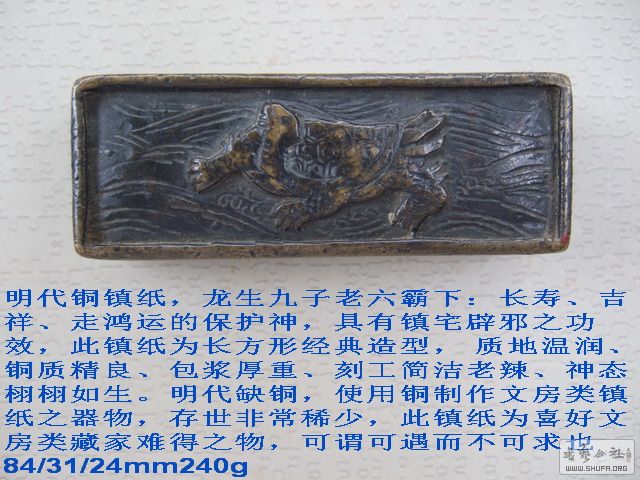 明代铜镇纸，龙生九子老六霸下：长寿、吉
祥、走鸿运的保护神，具有镇宅辟邪之功
效，此镇纸为长方形经典造型， 质地温润、
铜质精良、包浆厚重、刻工简洁老辣、神态
栩栩如生。明代缺铜，使用铜制作文房类镇
纸之器物，存世非常稀少，此镇纸为喜好文
房类藏家难得之物，可谓可遇而不可求也
84/31/24mm240g
WWW.SHUFA.ORG